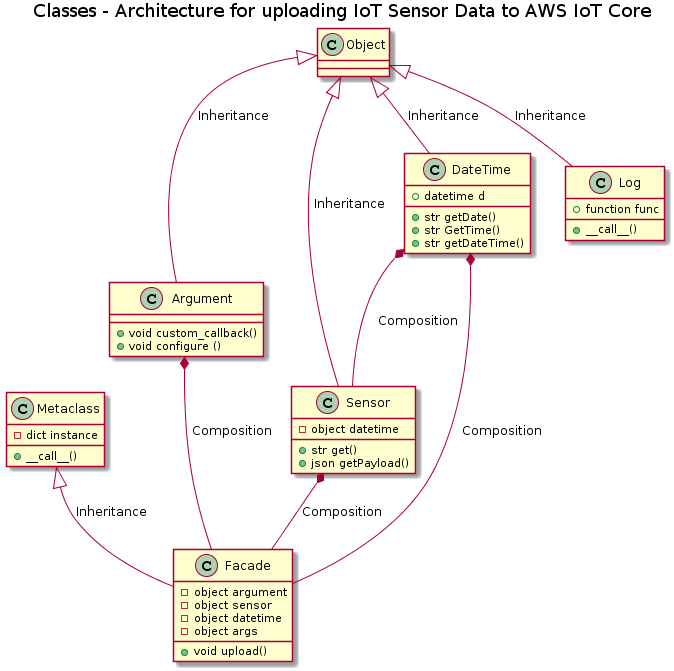 Classes - Architecture for uploading IoT Sensor Data to AWS IoT Core
C Object
Inheritance
Inheritance
Inheritance
Inheritance
C DateTime
datetime d
str getDate()
str GetTime()
str getDateTime()
C Log
function func
__call__()
C Argument
void custom_callback()
void configure ()
Composition
C Metaclass
dict instance
__call__()
C Sensor
object datetime
str get()
json getPayload()
Composition
Composition
Inheritance
Composition
C Facade
object argument
object sensor
object datetime
object args
void upload()